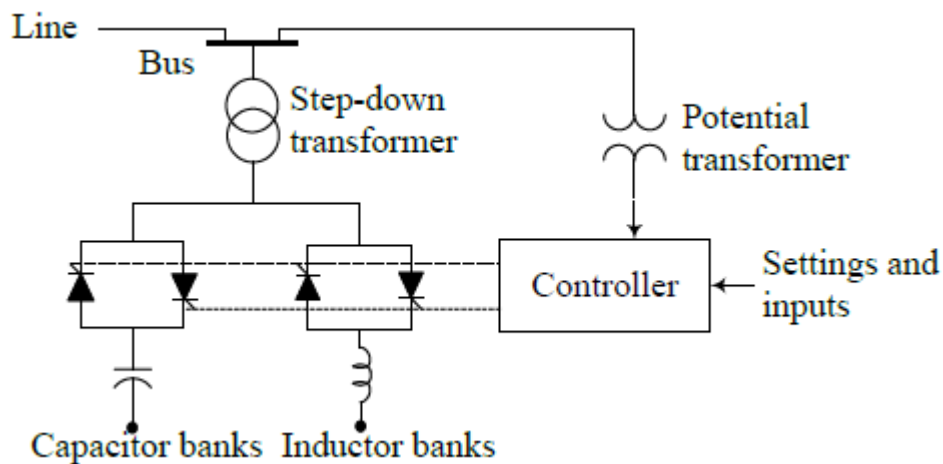 Line
Bus
Step-down
transformer
Potential
transformer
Controller
Settings and
inputs
Capacitor banks
Inductor banks